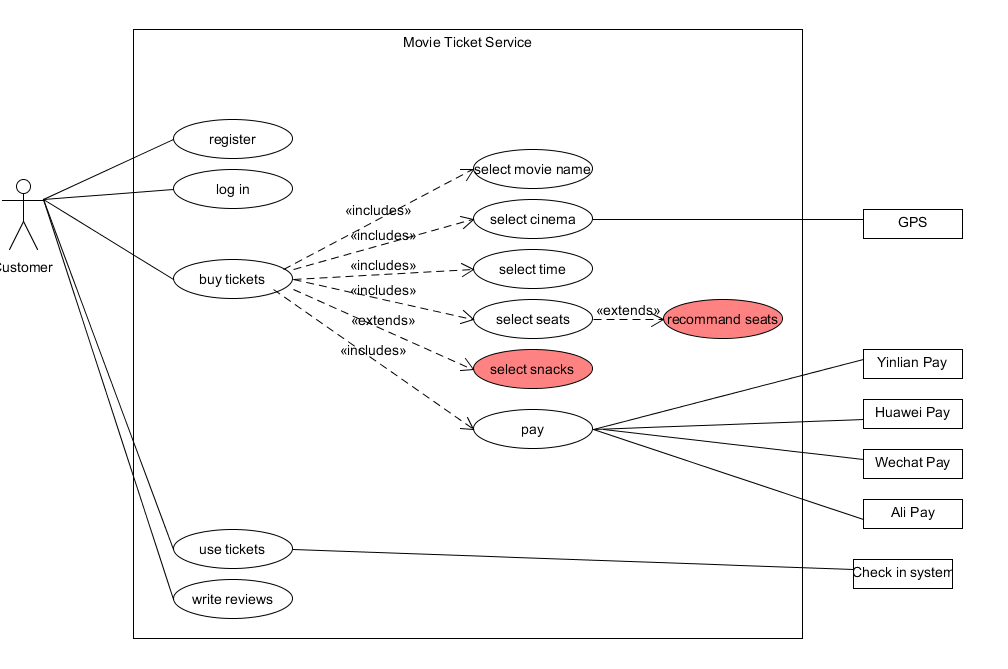 Movie Ticket Service
register
log in
Customer
buy tickets
«includes»
«includes»
«includes»
«includes»
«extends»
«includes»
select movie name
select cinema
select time
select seats
«extends»
recommand seats
select snacks
pay
GPS
Yinlian Pay
Huawei Pay
Wechat Pay
Ali Pay
use tickets
Check in system
write reviews